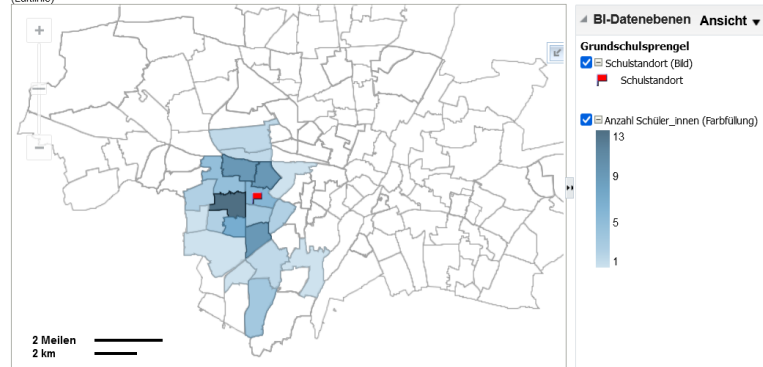 (Luftlinie)
BI-Datenebenen Ansicht
Grundschulsprengel
Schulstandort (Bild)
Schulstandort
Anzahl Schüler_innen (Farbfüllung)
13
9
5
1
2 Meilen
2 km